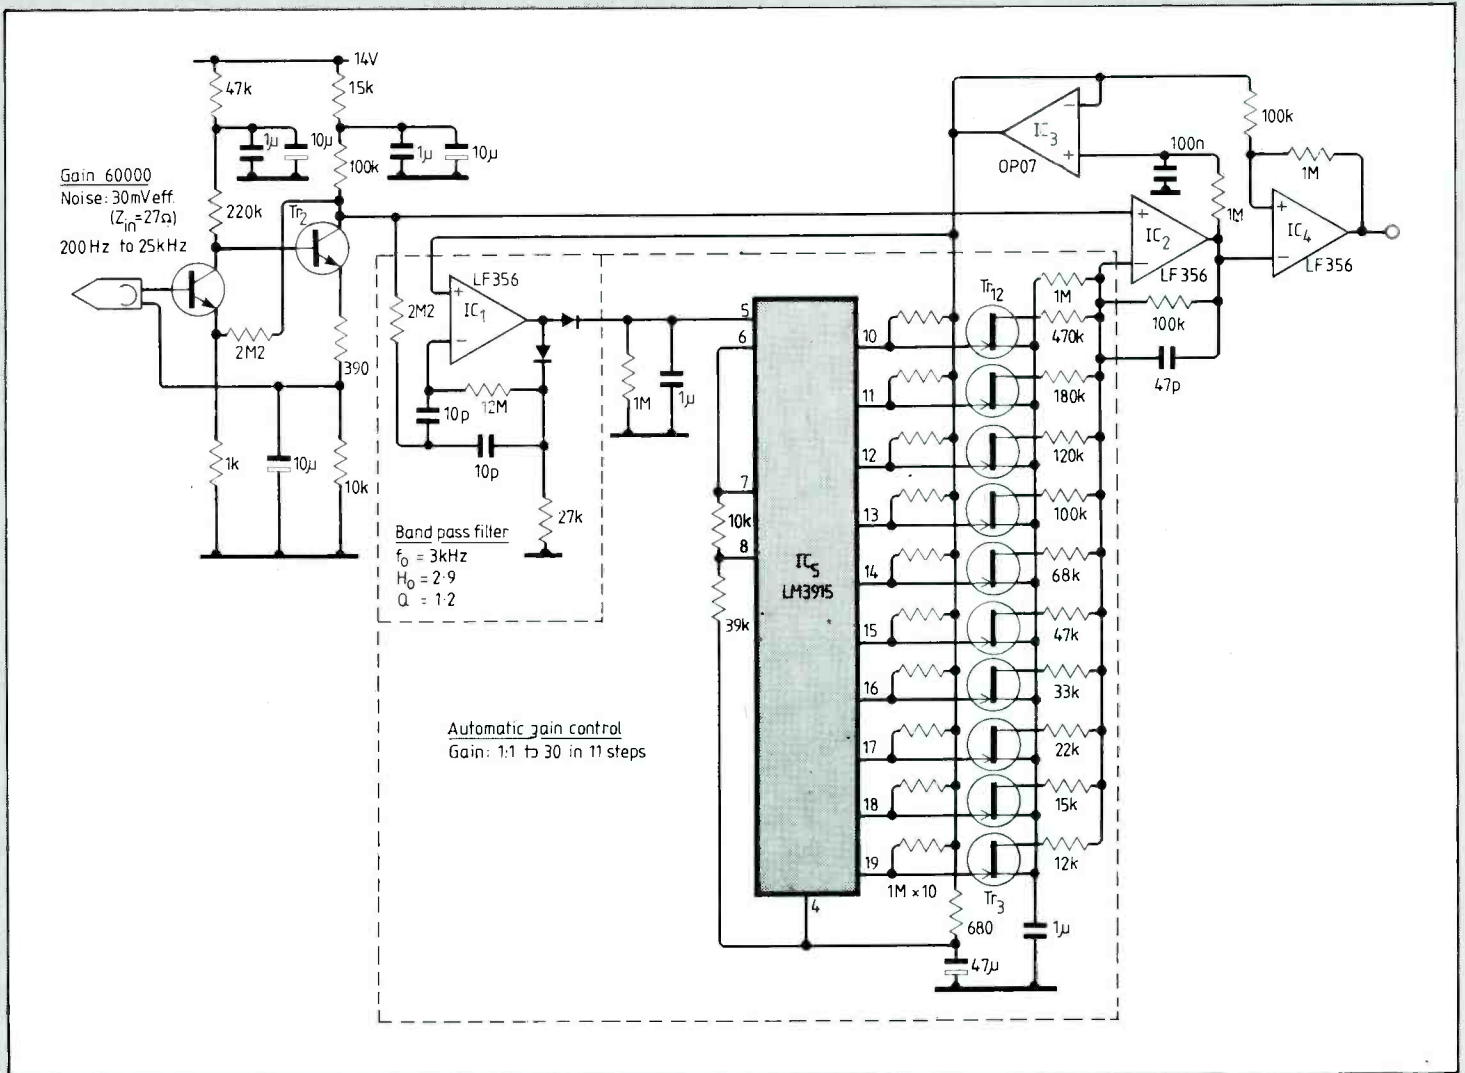 14V
47k
15k
1μ
10μ
1μ
10μ
100k
Gain 60000
Noise: 30mV eff.
(Zin=27Ω)
200Hz to 25kHz
220k
Tr2
2M2
390
1k
10μ
10k
LF356
+
IC1
−
2M2
12M
10p
10p
27k
Band pass filter
fo = 3kHz
Ho = 2·9
Q = 1·2
1M
1μ
Automatic gain control
Gain: 1:1 to 30 in 11 steps
5
6
7
10k
8
39k
IC5
LM3915
4
10
11
12
13
14
15
16
17
18
19
1M ×10
Tr12
Tr3
680
47μ
1μ
1M
470k
180k
120k
100k
68k
47k
33k
22k
15k
12k
−
IC3
+
OP07
100n
1M
+
IC2
−
LF356
100k
47p
100k
1M
+
IC4
−
LF356